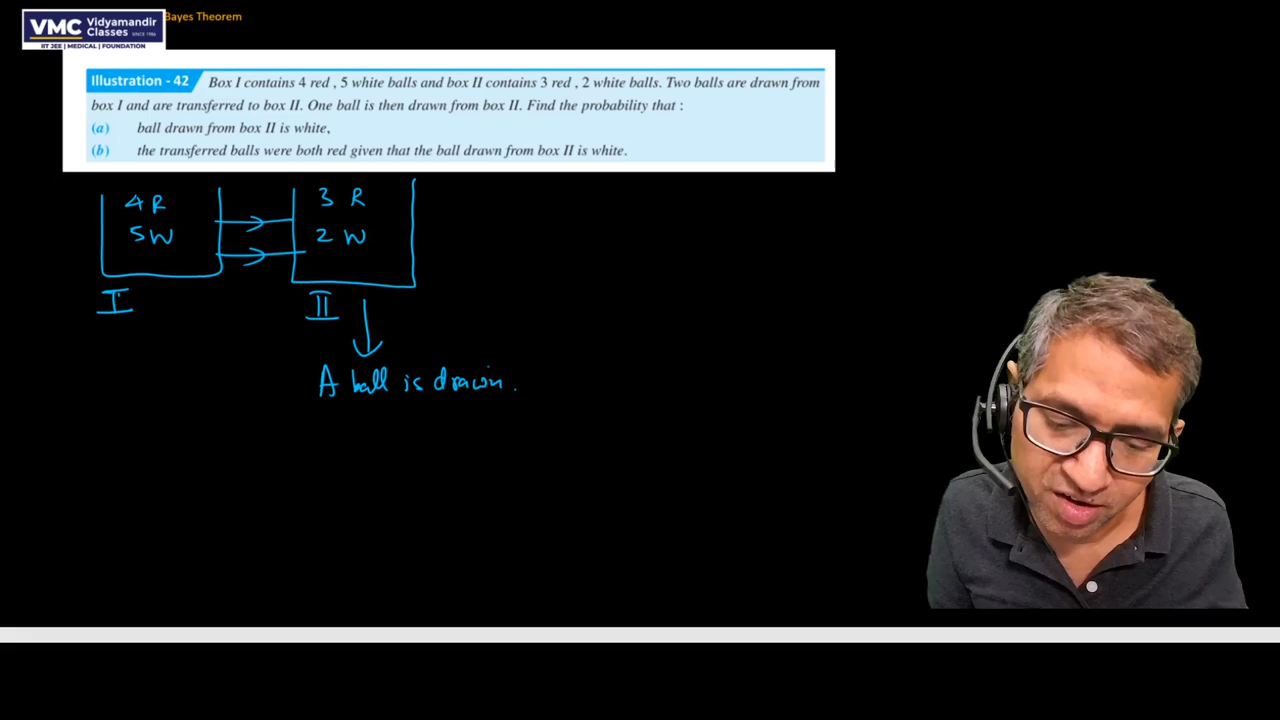 Bayes Theorem
VMC Vidyamandir Classes SINCE 1986
IIT JEE | MEDICAL | FOUNDATION
Illustration - 42 Box I contains 4 red , 5 white balls and box II contains 3 red , 2 white balls. Two balls are drawn from
box I and are transferred to box II. One ball is then drawn from box II. Find the probability that :
(a) ball drawn from box II is white,
(b) the transferred balls were both red given that the ball drawn from box II is white.
4 R 3 R
5 W 2 W
I II
A ball is drawn.